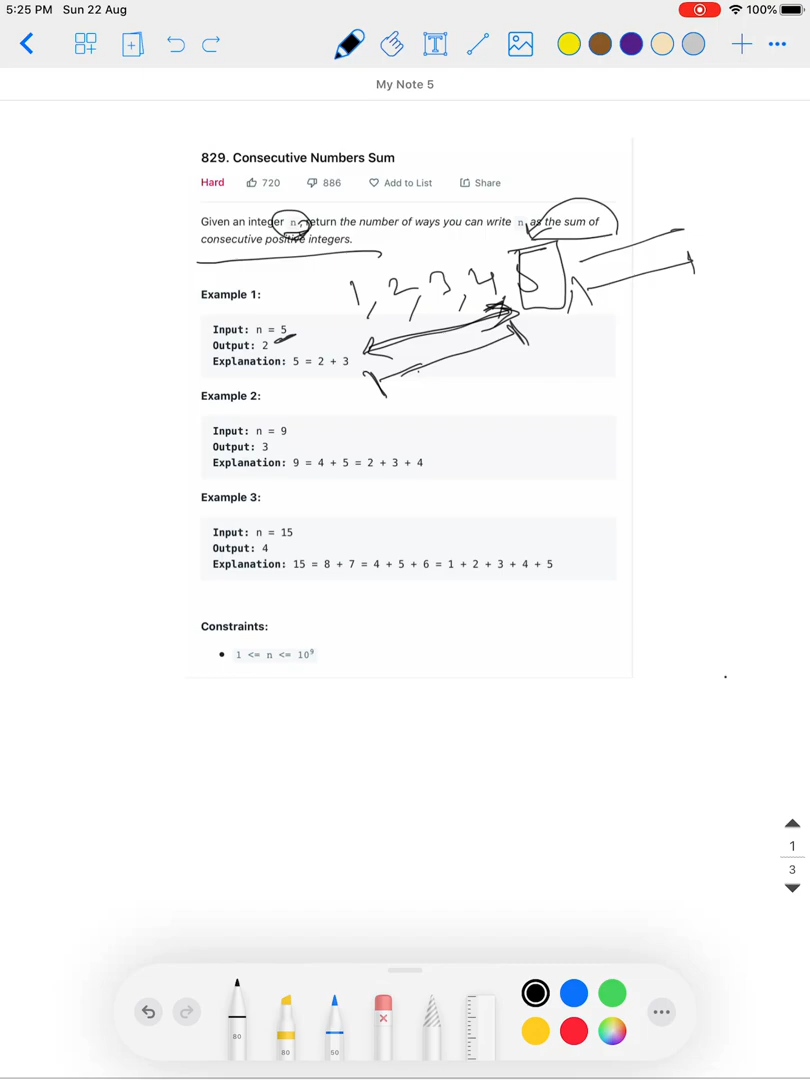 5:25 PM Sun 22 Aug 100%
My Note 5
829. Consecutive Numbers Sum
Hard 720 886 Add to List Share
Given an integer n, return the number of ways you can write n as the sum of
consecutive positive integers.
1, 2, 3, 4, 5,
Example 1:
Input: n = 5
Output: 2
Explanation: 5 = 2 + 3
Example 2:
Input: n = 9
Output: 3
Explanation: 9 = 4 + 5 = 2 + 3 + 4
Example 3:
Input: n = 15
Output: 4
Explanation: 15 = 8 + 7 = 4 + 5 + 6 = 1 + 2 + 3 + 4 + 5
Constraints:
• 1 <= n <= 10⁹
1
3
80 80 50